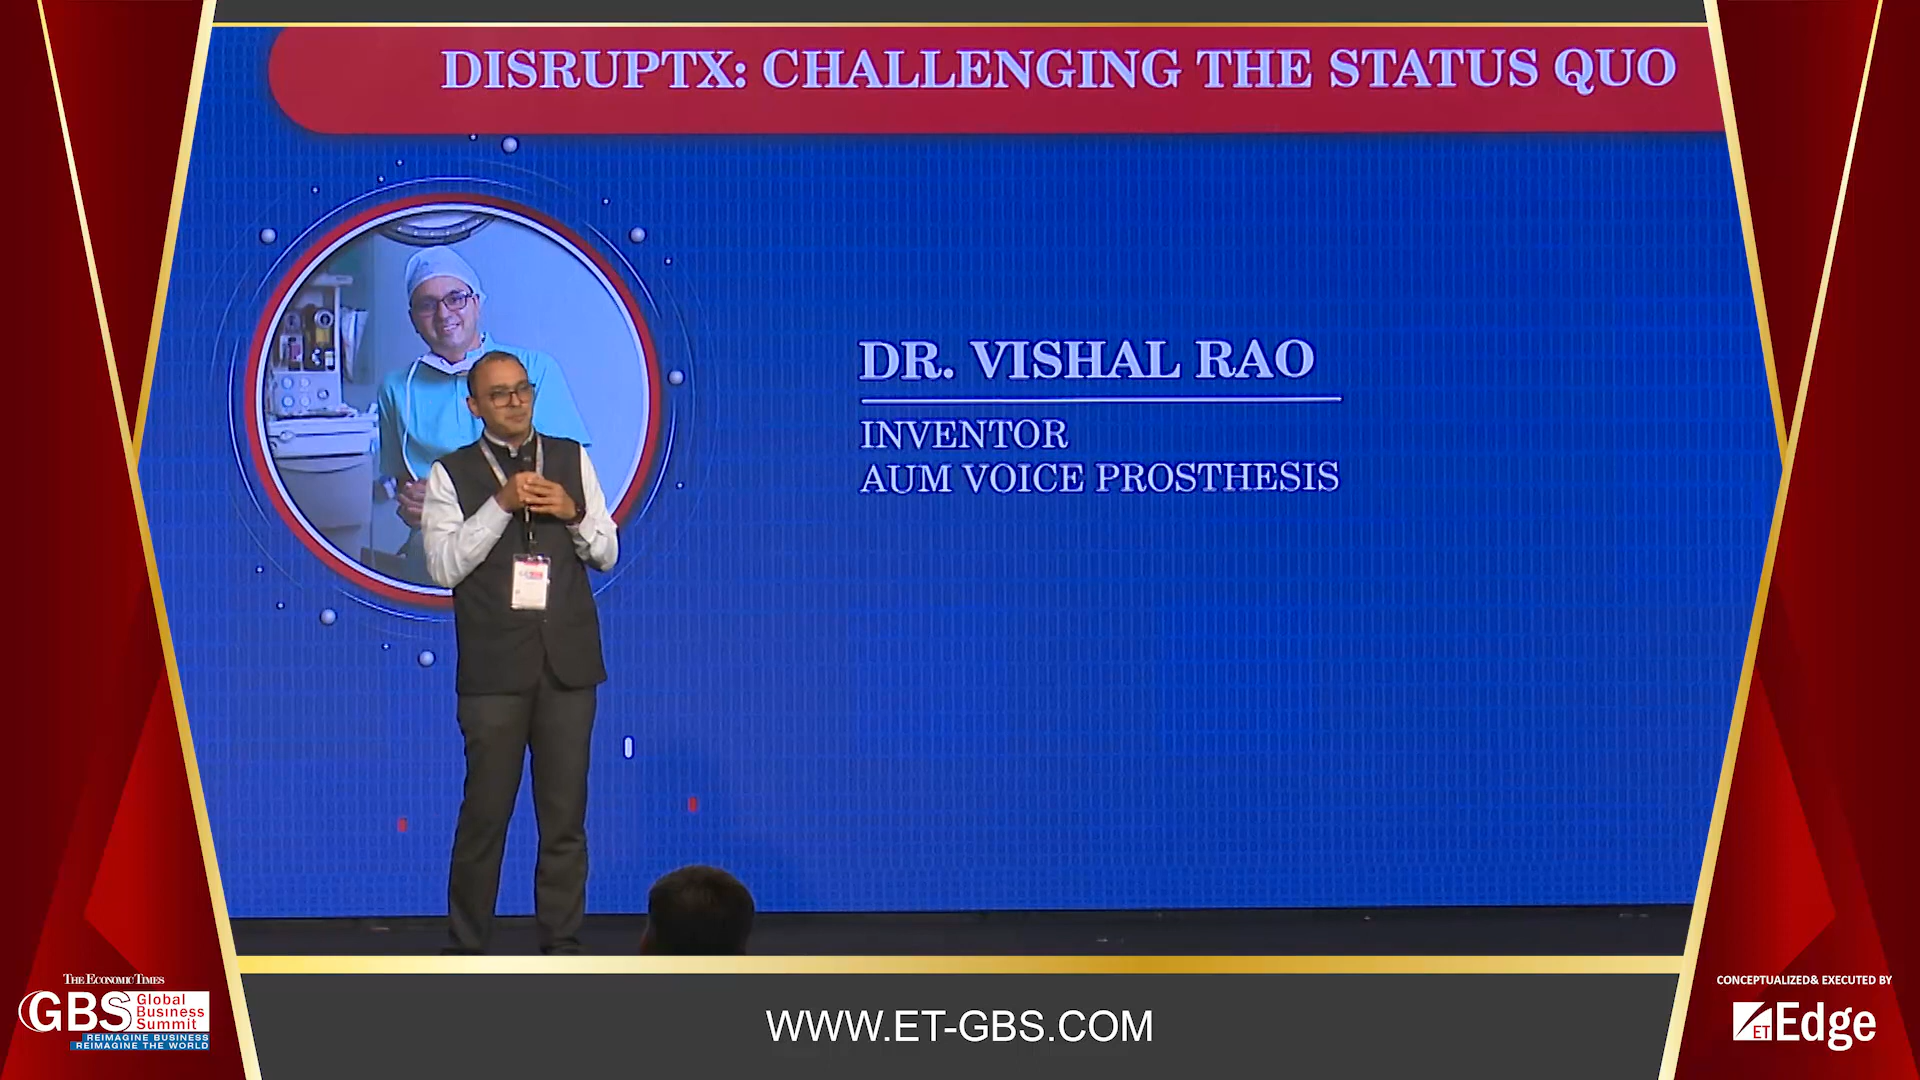 DISRUPTX: CHALLENGING THE STATUS QUO
DR. VISHAL RAO
INVENTOR
AUM VOICE PROSTHESIS
THE ECONOMIC TIMES
GBS Global Business Summit
REIMAGINE BUSINESS
REIMAGINE THE WORLD
WWW.ET-GBS.COM
CONCEPTUALIZED& EXECUTED BY
ET Edge